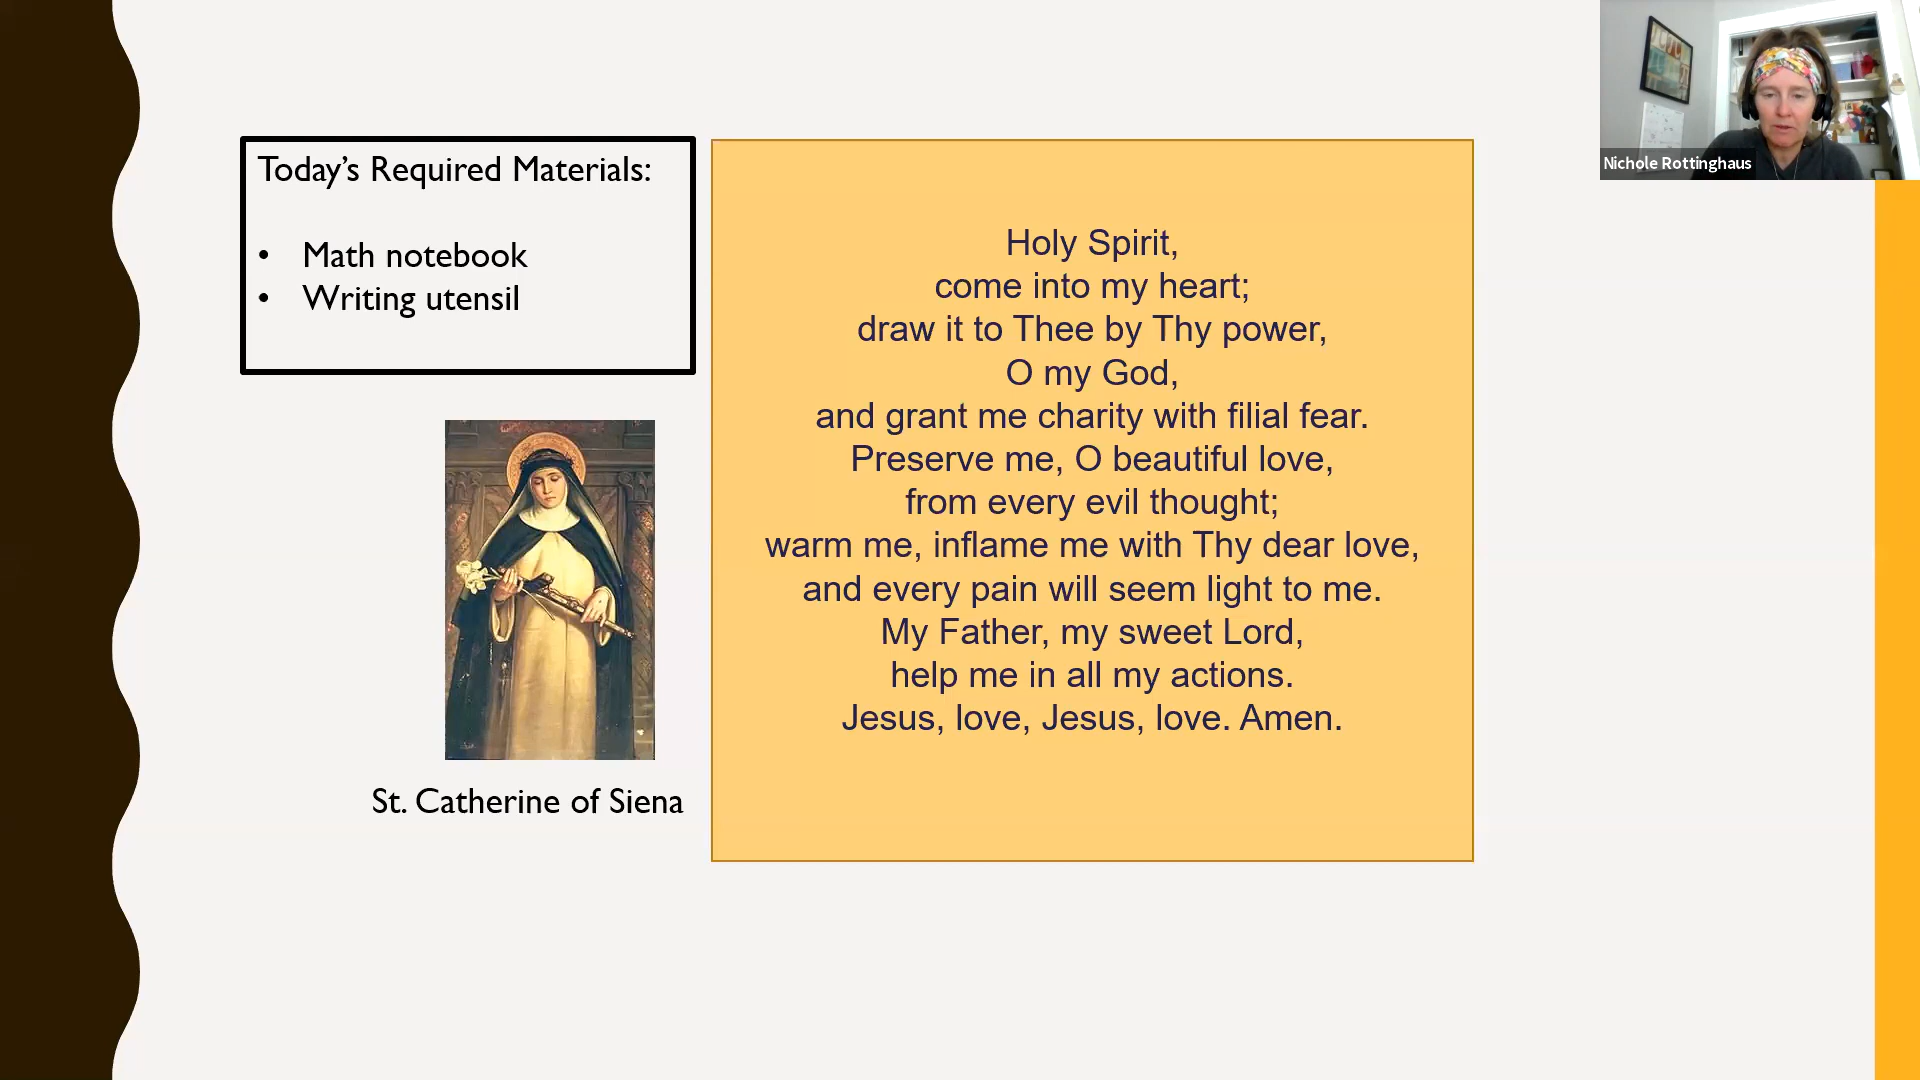 Today's Required Materials:
• Math notebook
• Writing utensil
St. Catherine of Siena
Holy Spirit,
come into my heart;
draw it to Thee by Thy power,
O my God,
and grant me charity with filial fear.
Preserve me, O beautiful love,
from every evil thought;
warm me, inflame me with Thy dear love,
and every pain will seem light to me.
My Father, my sweet Lord,
help me in all my actions.
Jesus, love, Jesus, love. Amen.
Nichole Rottinghaus